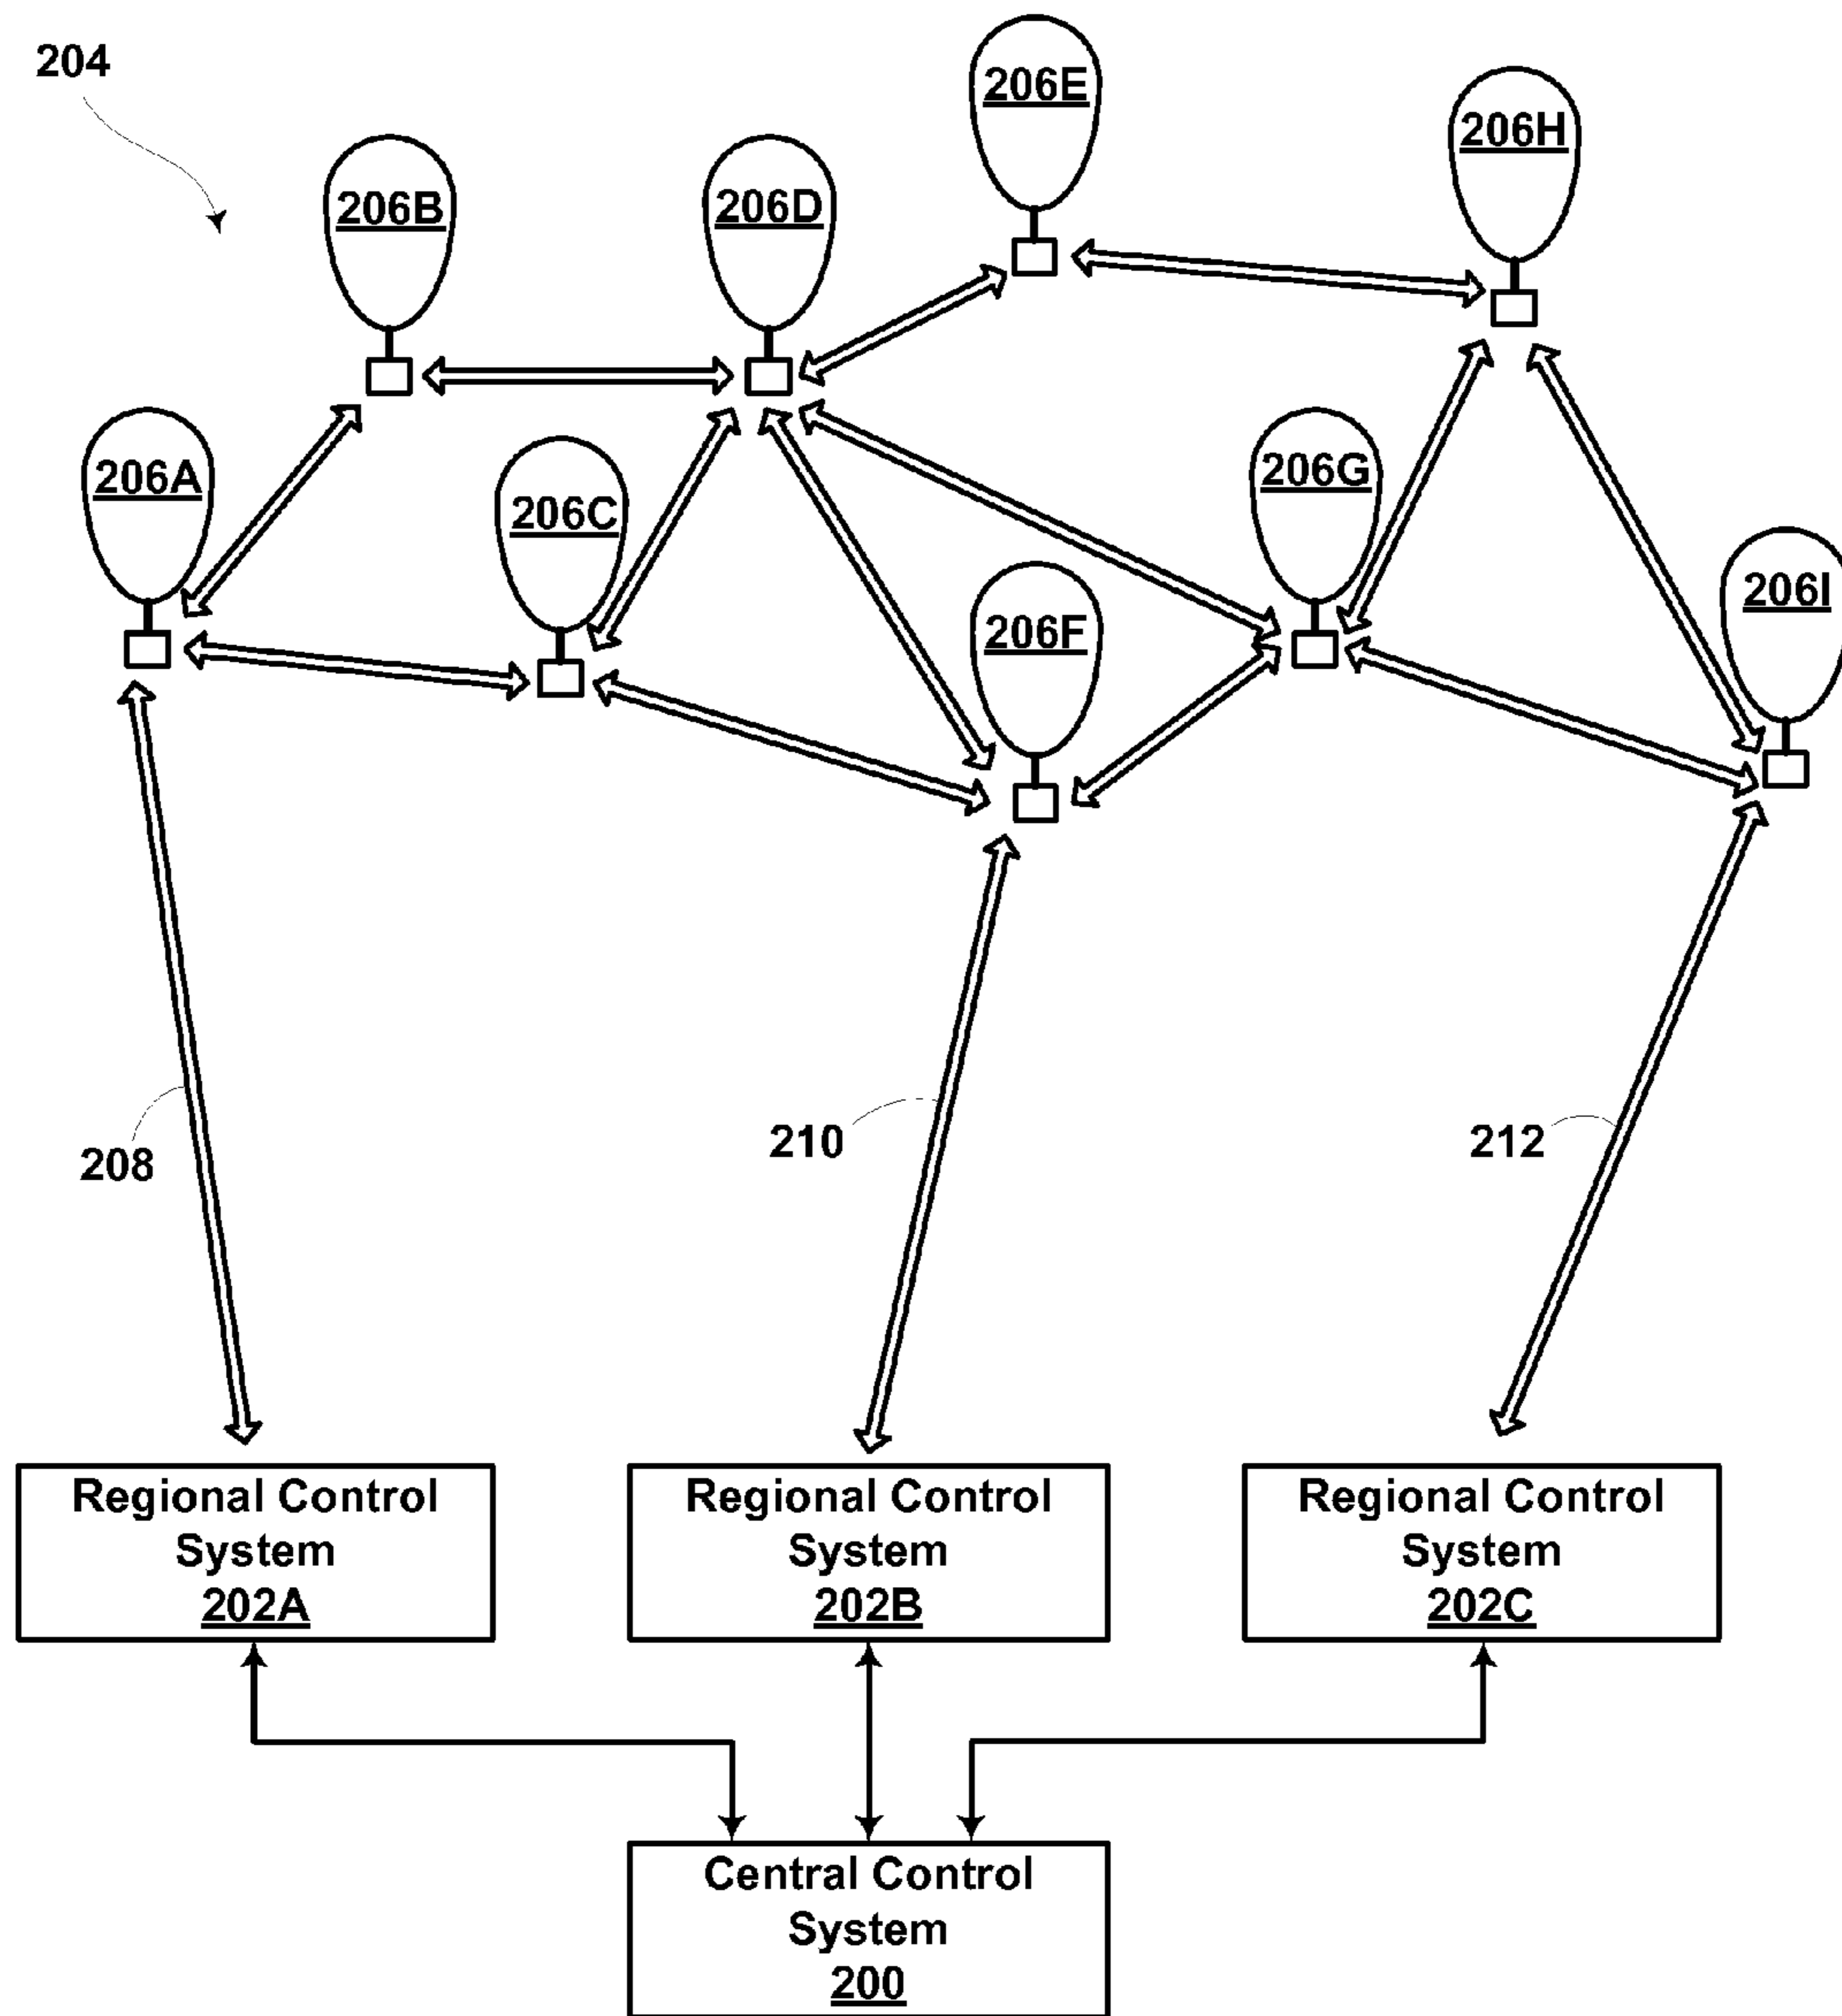 204
206E
206H
206B
206D
206A
206C
206G
206F
206I
208
210
212
Regional Control
System
202A
Regional Control
System
202B
Regional Control
System
202C
Central Control
System
200